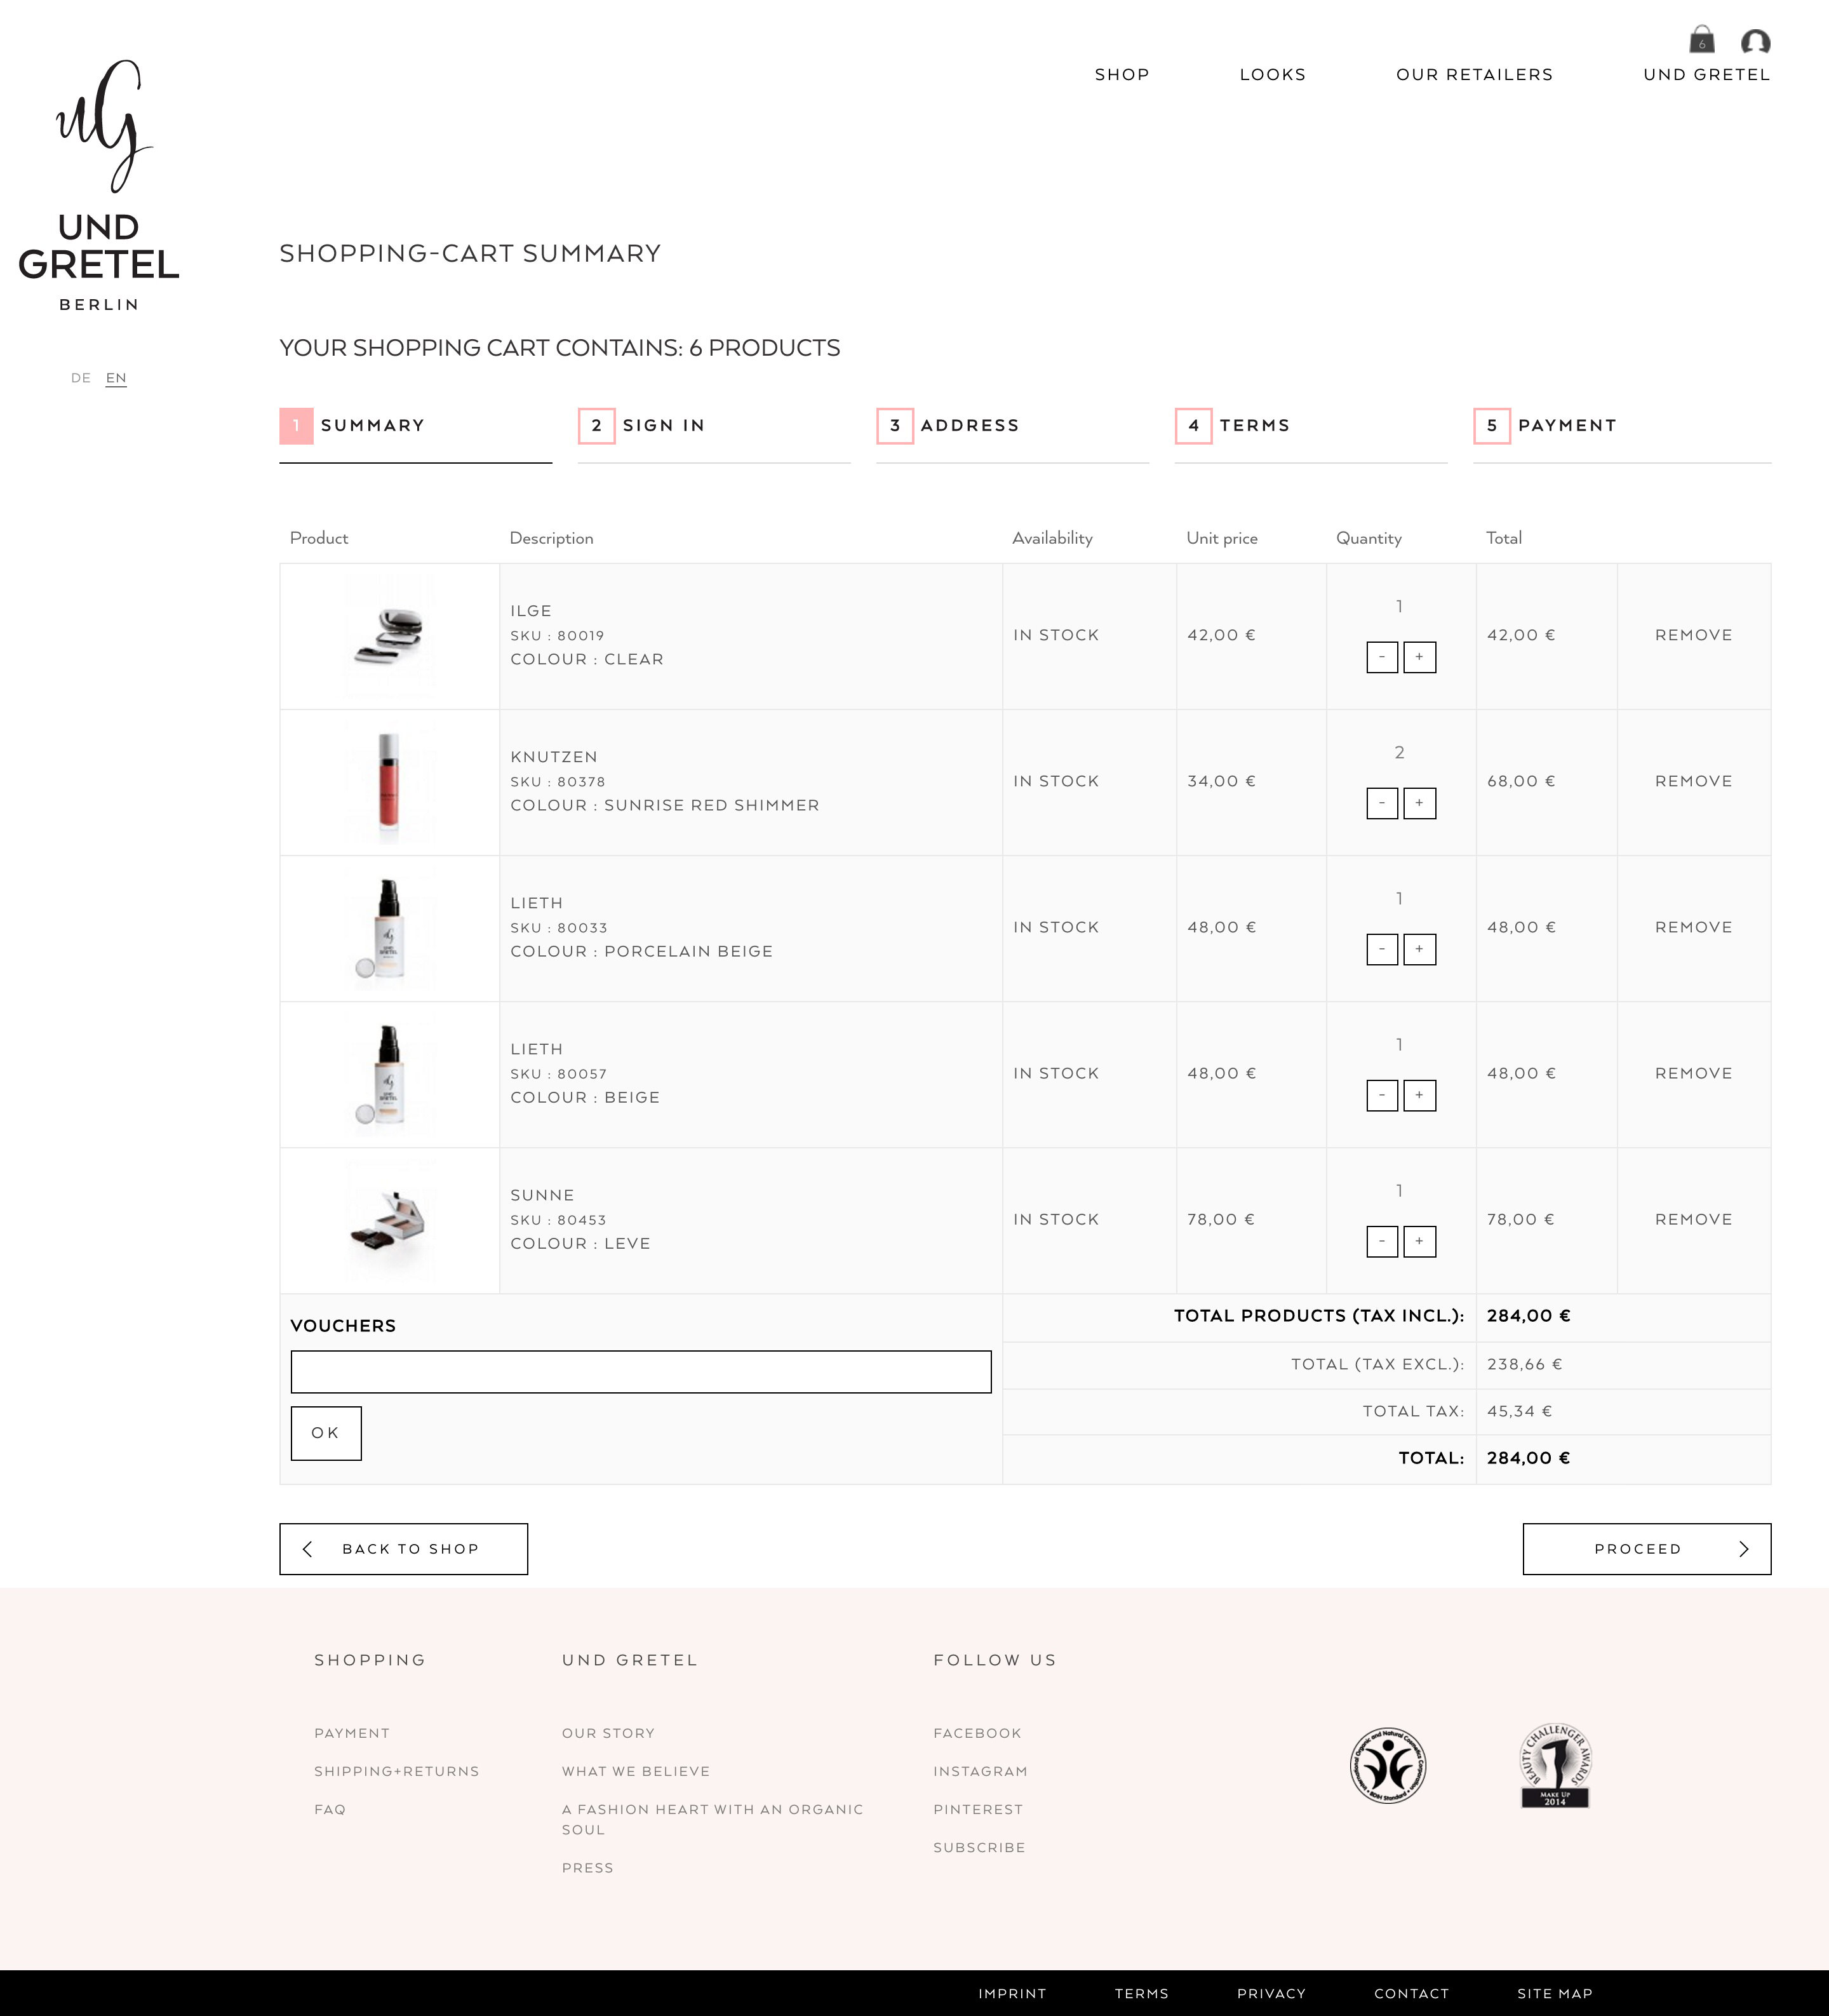 6
SHOP LOOKS OUR RETAILERS UND GRETEL
uG
UND
GRETEL
BERLIN
DE EN
SHOPPING-CART SUMMARY
YOUR SHOPPING CART CONTAINS: 6 PRODUCTS
1 SUMMARY 2 SIGN IN 3 ADDRESS 4 TERMS 5 PAYMENT
Product Description Availability Unit price Quantity Total
ILGE
SKU : 80019
COLOUR : CLEAR
IN STOCK 42,00 € 1 - + 42,00 € REMOVE
KNUTZEN
SKU : 80378
COLOUR : SUNRISE RED SHIMMER
IN STOCK 34,00 € 2 - + 68,00 € REMOVE
LIETH
SKU : 80033
COLOUR : PORCELAIN BEIGE
IN STOCK 48,00 € 1 - + 48,00 € REMOVE
LIETH
SKU : 80057
COLOUR : BEIGE
IN STOCK 48,00 € 1 - + 48,00 € REMOVE
SUNNE
SKU : 80453
COLOUR : LEVE
IN STOCK 78,00 € 1 - + 78,00 € REMOVE
VOUCHERS
OK
TOTAL PRODUCTS (TAX INCL.): 284,00 €
TOTAL (TAX EXCL.): 238,66 €
TOTAL TAX: 45,34 €
TOTAL: 284,00 €
BACK TO SHOP PROCEED
SHOPPING
PAYMENT
SHIPPING+RETURNS
FAQ
UND GRETEL
OUR STORY
WHAT WE BELIEVE
A FASHION HEART WITH AN ORGANIC
SOUL
PRESS
FOLLOW US
FACEBOOK
INSTAGRAM
PINTEREST
SUBSCRIBE
International Organic and Natural Cosmetics Corporation
BDIH Standard
BEAUTY CHALLENGER AWARDS
MAKE UP
2014
IMPRINT TERMS PRIVACY CONTACT SITE MAP